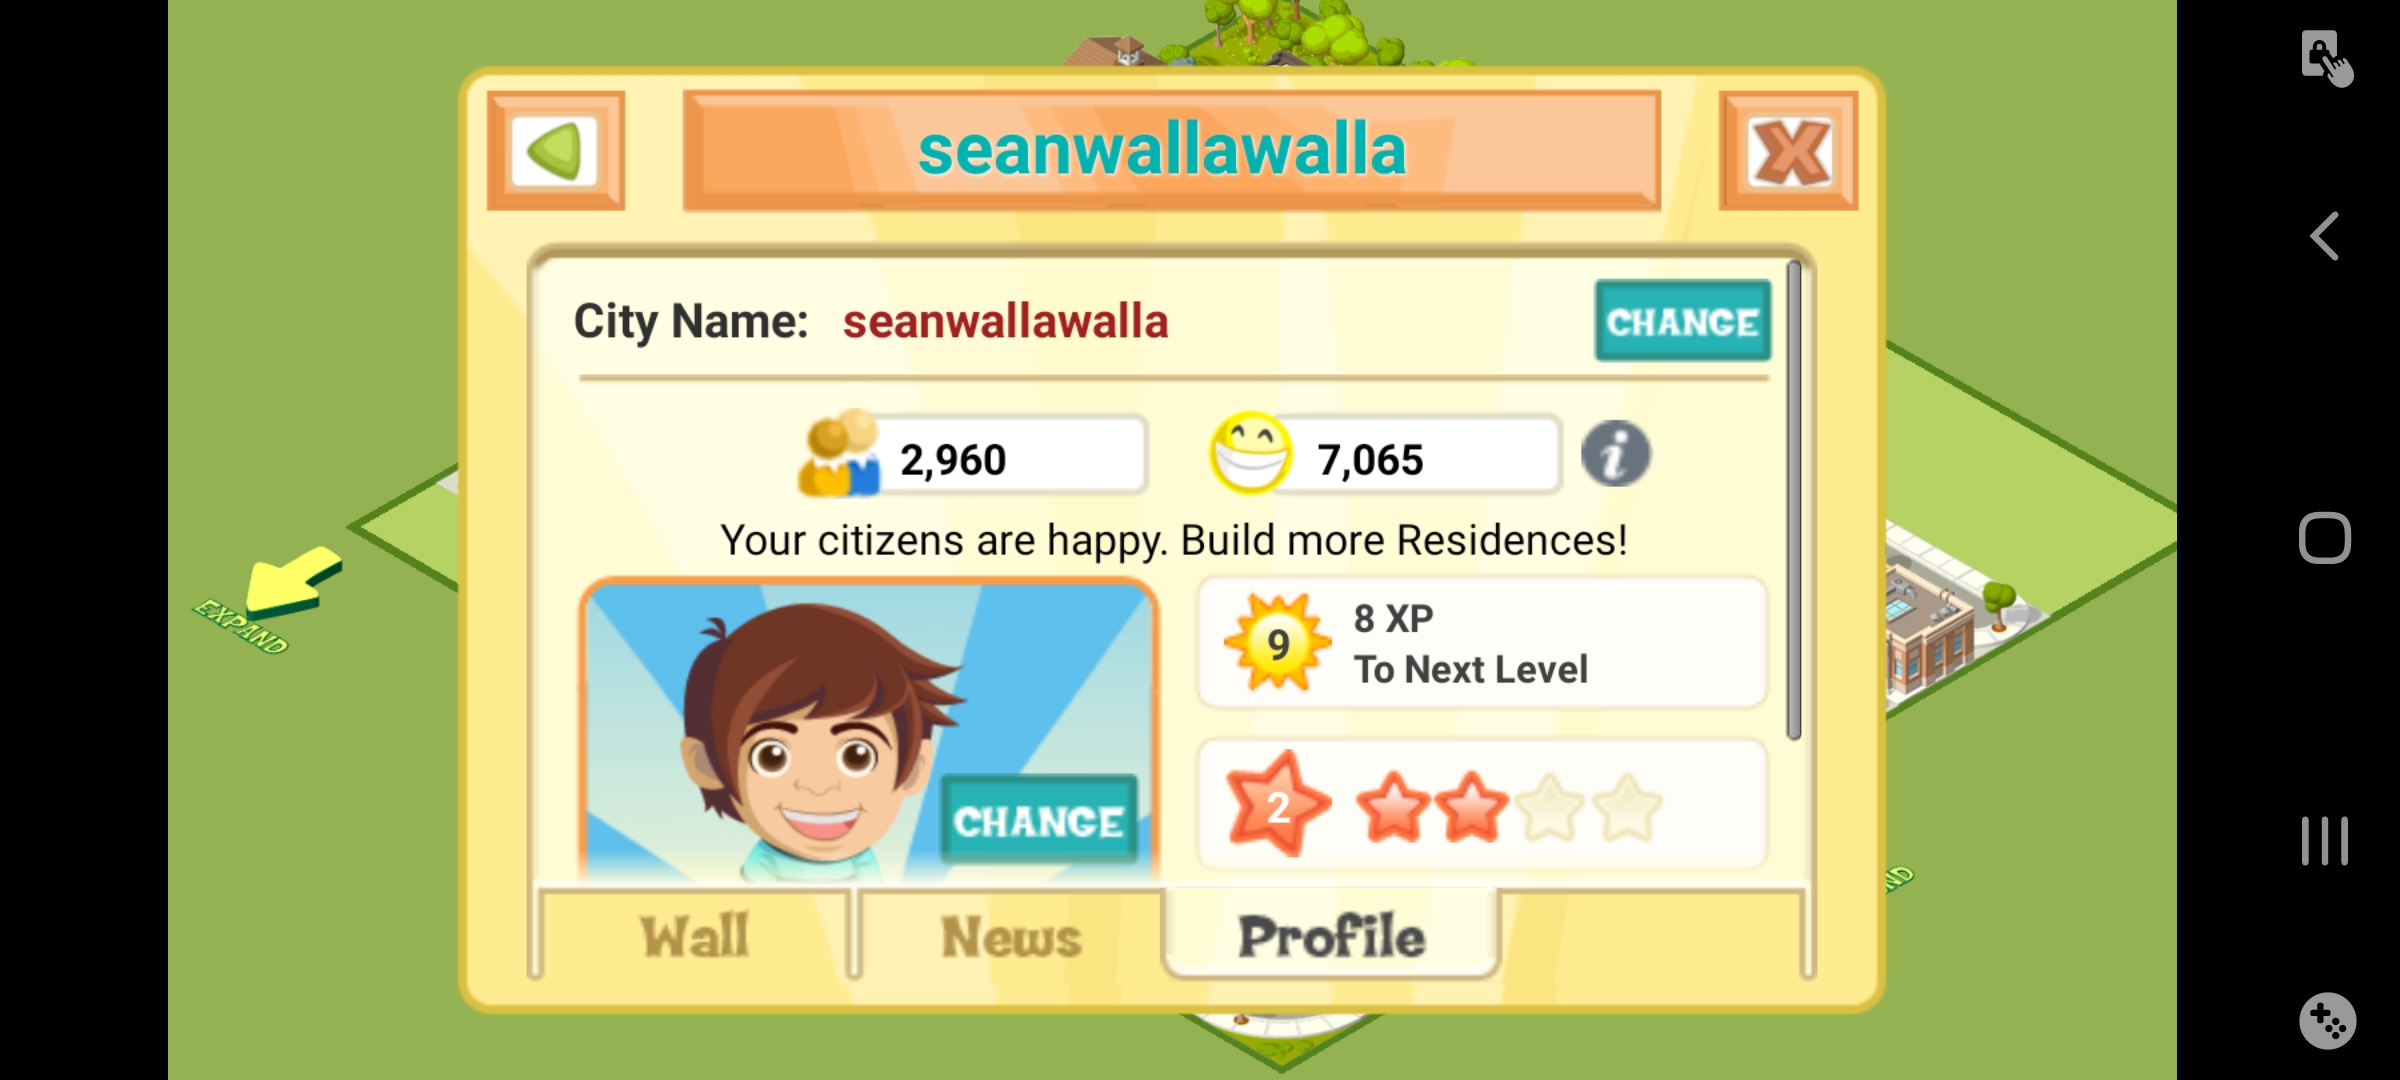 seanwallawalla
City Name: seanwallawalla
CHANGE
2,960
7,065
i
Your citizens are happy. Build more Residences!
EXPAND
9
8 XP
To Next Level
CHANGE
2
ND
Wall
News
Profile